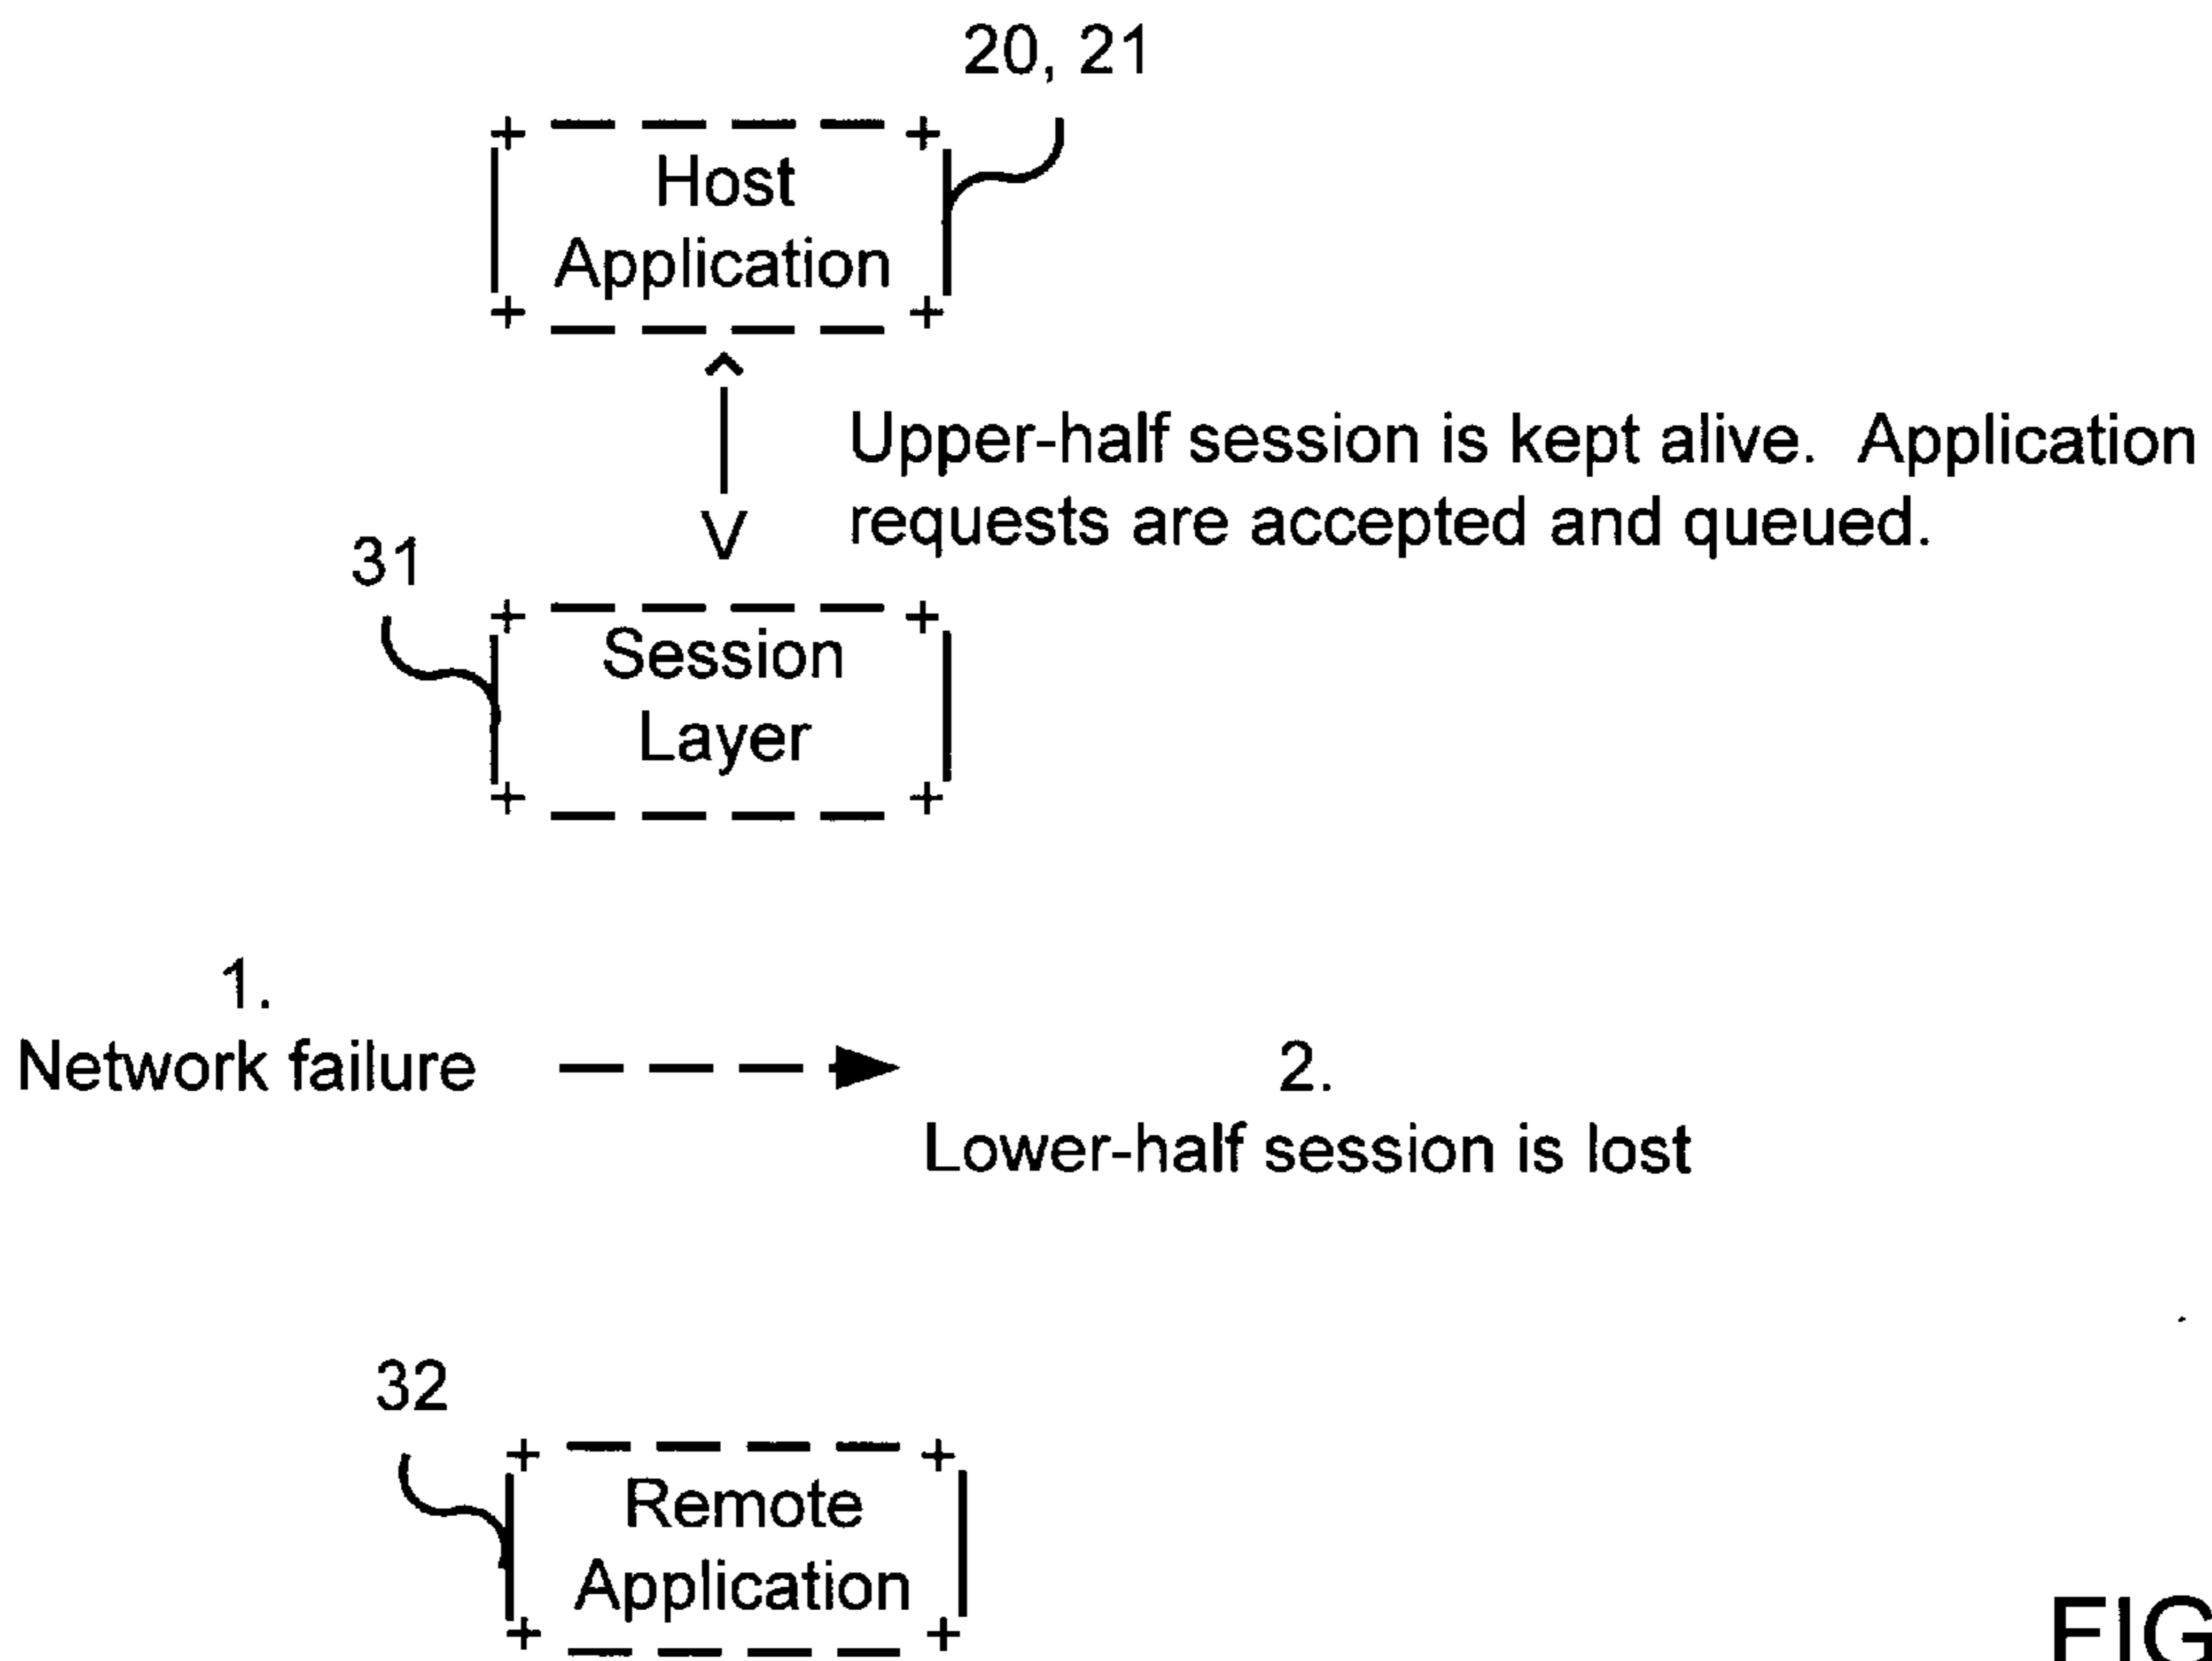 20, 21
Host
Application
Upper-half session is kept alive. Application
requests are accepted and queued.
31
Session
Layer
1.
Network failure
2.
Lower-half session is lost
32
Remote
Application
FIG